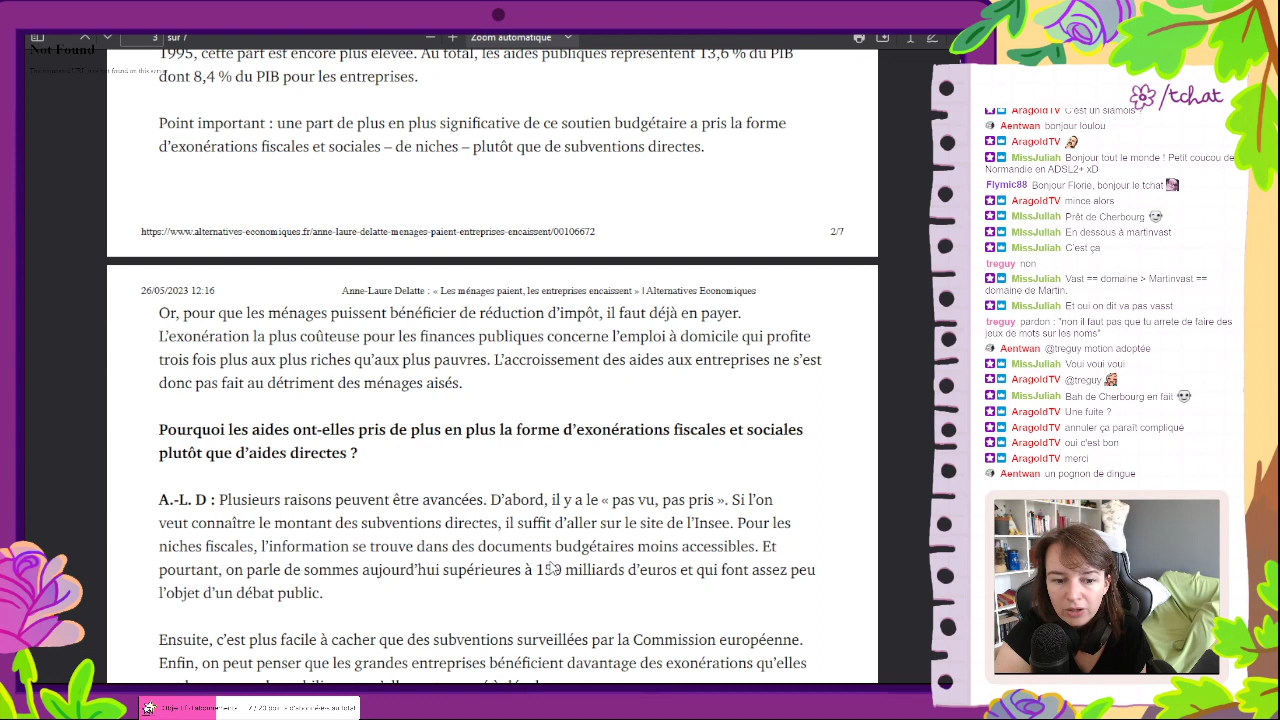 3 sur 7
Zoom automatique
Not Found
1995, cette part est encore plus élevée. Au total, les aides publiques représentent 13,6 % du PIB
dont 8,4 % du PIB pour les entreprises.
Point important : une part de plus en plus significative de ce soutien budgétaire a pris la forme
d'exonérations fiscales et sociales – de niches – plutôt que de subventions directes.
https://www.alternatives-economiques.fr/anne-laure-delatte-menages-paient-entreprises-encaissent/00106672
2/7
26/05/2023 12:16
Anne-Laure Delatte : « Les ménages paient, les entreprises encaissent » | Alternatives Economiques
Or, pour que les ménages puissent bénéficier de réduction d'impôt, il faut déjà en payer.
L'exonération la plus coûteuse pour les finances publiques concerne l'emploi à domicile qui profite
trois fois plus aux plus riches qu'aux plus pauvres. L'accroissement des aides aux entreprises ne s'est
donc pas fait au détriment des ménages aisés.
Pourquoi les aides ont-elles pris de plus en plus la forme d'exonérations fiscales et sociales
plutôt que d'aides directes ?
A.-L. D : Plusieurs raisons peuvent être avancées. D'abord, il y a le « pas vu, pas pris ». Si l'on
veut connaître le montant des subventions directes, il suffit d'aller sur le site de l'Insee. Pour les
niches fiscales, l'information se trouve dans des documents budgétaires moins accessibles. Et
pourtant, on parle de sommes aujourd'hui supérieures à milliards d'euros et qui font assez peu
l'objet d'un débat public.
Ensuite, c'est plus facile à cacher que des subventions surveillées par la Commission européenne.
Enfin, on peut penser que les grandes entreprises bénéficient davantage des exonérations qu'elles
/tchat
AragoldTV C'est un siamois ?
Aentwan bonjour loulou
AragoldTV
MissJuliah Bonjour tout le monde ! Petit coucou de
Normandie en ADSL2+ xD
Flymic88 Bonjour Florie, bonjour le tchat
AragoldTV mince alors
MissJuliah Prêt de Cherbourg
MissJuliah En dessous à martinvast
MissJuliah C'est ça
treguy non
MissJuliah Vast == domaine > Martinvast ==
domaine de Martin.
MissJuliah Et oui on dit va pas vasst
treguy pardon : "non il faut pas que tu arrete de faire des
jeux de mots sur les noms"
Aentwan @treguy motion adoptée
MissJuliah Voui voui voui
AragoldTV @treguy
MissJuliah Bah de Cherbourg en fait
AragoldTV Une fuite ?
AragoldTV annuler ça paraît compliqué
AragoldTV oui c'est bon
AragoldTV merci
Aentwan un pognon de dingue